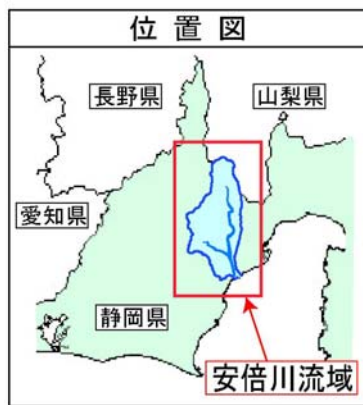 位置図
長野県
山梨県
愛知県
静岡県
安倍川流域